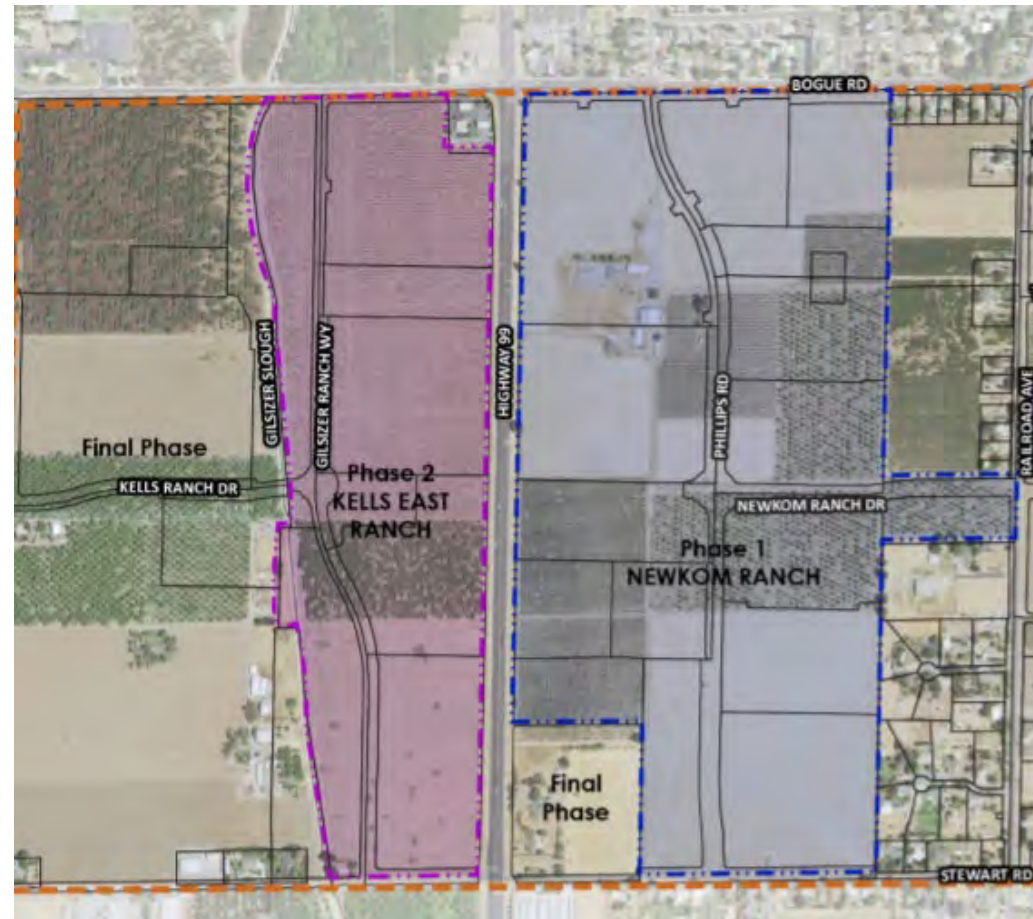 BOGUE RD
GILSIZER SLOUGH
GILSIZER RANCH WY
HIGHWAY 99
PHILLIPS RD
RAILROAD AVE
Final Phase
KELLS RANCH DR
Phase 2
KELLS EAST
RANCH
NEWKOM RANCH DR
Phase 1
NEWKOM RANCH
Final
Phase
STEWART RD